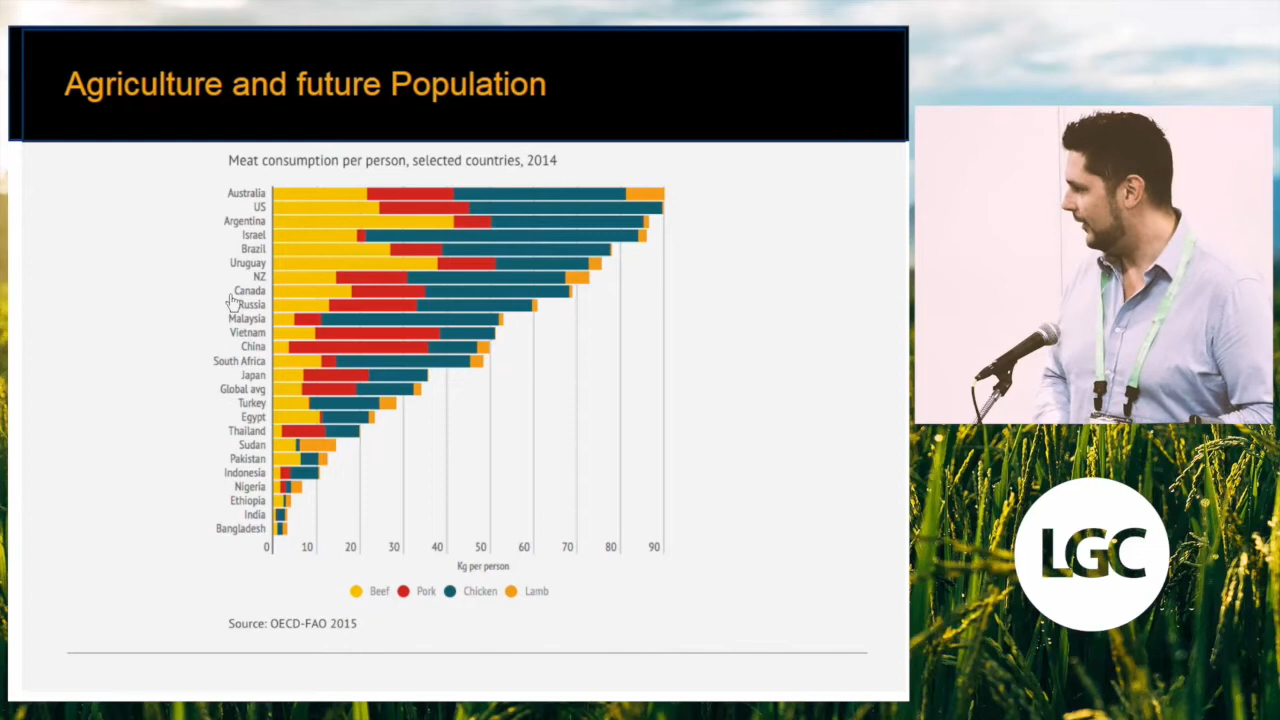 Agriculture and future Population
Meat consumption per person, selected countries, 2014
Australia
US
Argentina
Israel
Brazil
Uruguay
NZ
Canada
Russia
Malaysia
Vietnam
China
South Africa
Japan
Global avg
Turkey
Egypt
Thailand
Sudan
Pakistan
Indonesia
Nigeria
Ethiopia
India
Bangladesh
0 10 20 30 40 50 60 70 80 90
Kg per person
Beef Pork Chicken Lamb
Source: OECD-FAO 2015
LGC